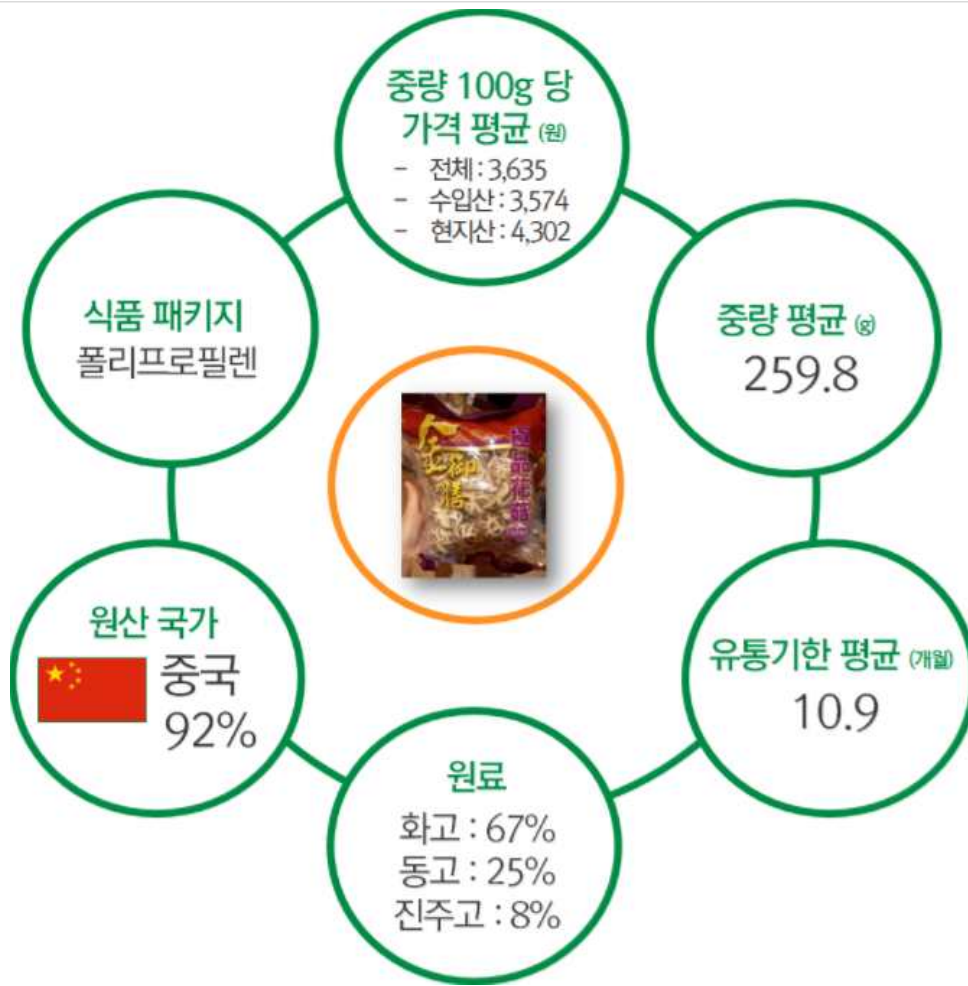 중량 100g 당
가격 평균 (원)
- 전체 : 3,635
- 수입산 : 3,574
- 현지산 : 4,302
중량 평균 (g)
259.8
유통기한 평균 (개월)
10.9
원료
화고 : 67%
동고 : 25%
진주고 : 8%
원산 국가
중국
92%
식품 패키지
폴리프로필렌
御膳